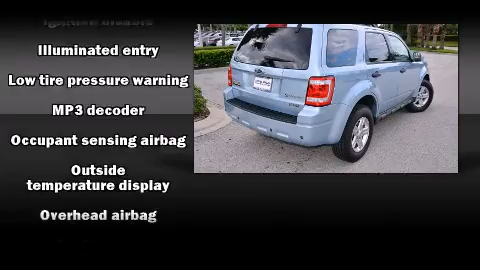 Illuminated entry
Low tire pressure warning
MP3 decoder
Occupant sensing airbag
Outside
temperature display
Overhead airbag